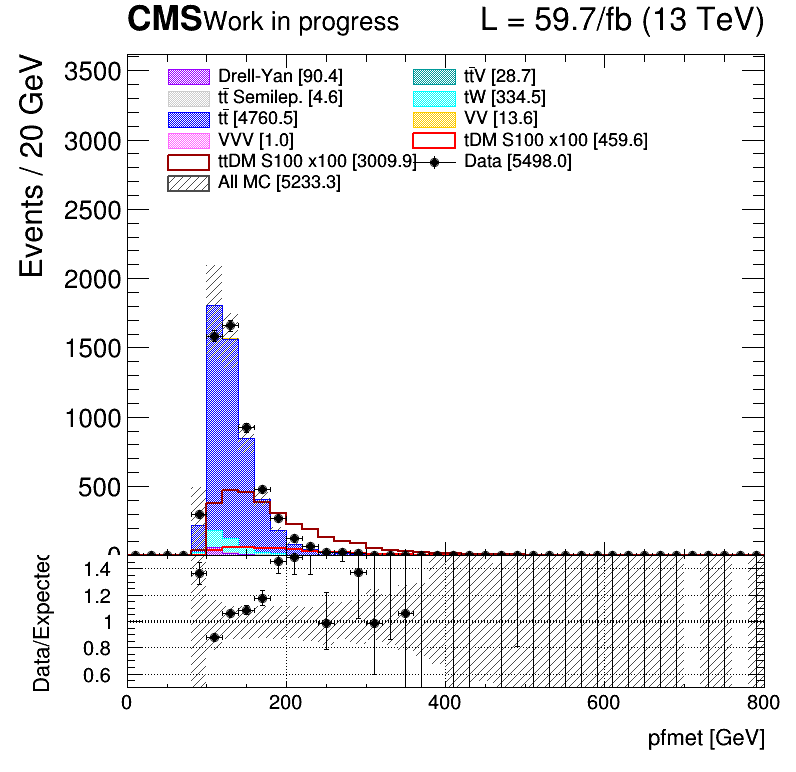 CMS Work in progress L = 59.7/fb (13 TeV)
Events / 20 GeV
3500
3000
2500
2000
1500
1000
500
0
Drell-Yan [90.4]
tt̄V [28.7]
tt̄ Semilep. [4.6]
tW [334.5]
tt̄ [4760.5]
VV [13.6]
VVV [1.0]
tDM S100 x100 [459.6]
ttDM S100 x100 [3009.9]
Data [5498.0]
All MC [5233.3]
Data/Expected
1.4
1.2
1
0.8
0.6
0 200 400 600 800
pfmet [GeV]